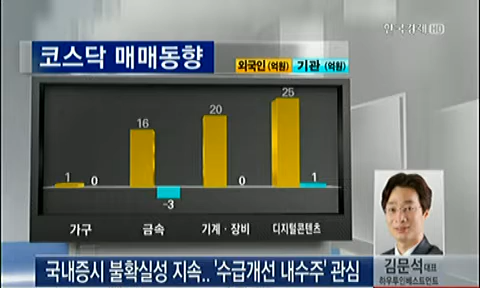 한국경제 HD
코스닥 매매동향
외국인(억원) 기관(억원)
1 0 16 -3 20 0 25 1
가구 금속 기계·장비 디지털콘텐츠
김문석 대표
하우투인베스트먼트
국내증시 불확실성 지속.. '수급개선 내수주' 관심